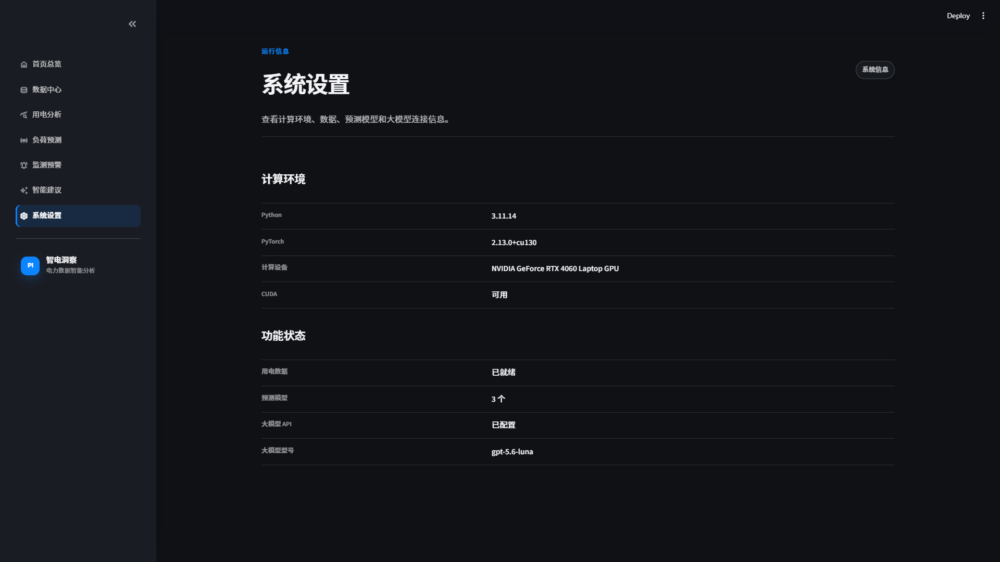 Deploy
首页总览
数据中心
用电分析
负荷预测
监测预警
智能建议
系统设置
PI
智电洞察
电力数据智能分析
运行信息
系统设置
系统信息
查看计算环境、数据、预测模型和大模型连接信息。
计算环境
Python 3.11.14
PyTorch 2.13.0+cu130
计算设备 NVIDIA GeForce RTX 4060 Laptop GPU
CUDA 可用
功能状态
用电数据 已就绪
预测模型 3 个
大模型 API 已配置
大模型型号 gpt-5.6-luna